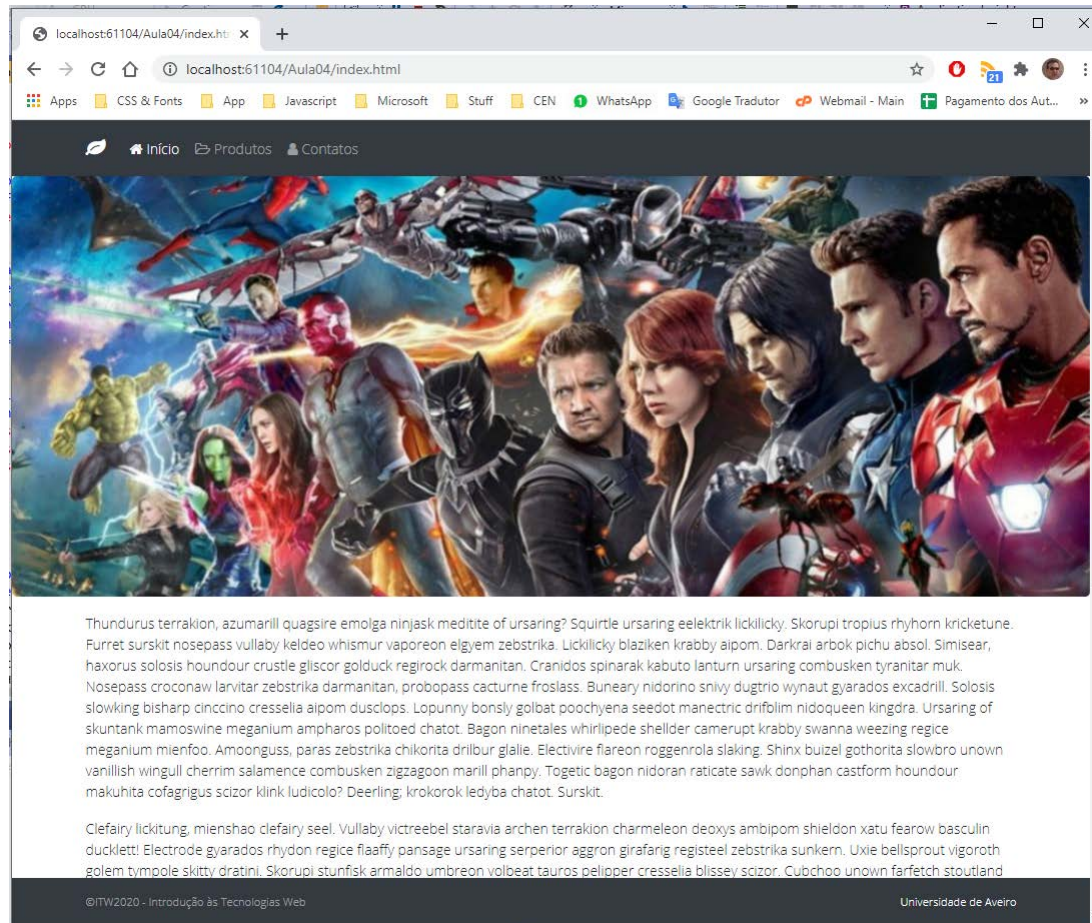 localhost:61104/Aula04/index.ht
localhost:61104/Aula04/index.html
21
Apps CSS & Fonts App Javascript Microsoft Stuff CEN 1 WhatsApp Google Tradutor cP Webmail - Main Pagamento dos Aut... »
Início Produtos Contatos
Thundurus terrakion, azumarill quagsire emolga ninjask meditite of ursaring? Squirtle ursaring eelektrik lickilicky. Skorupi tropius rhyhorn kricketune.
Furret surskit nosepass vullaby keldeo whismur vaporeon elgyem zebstrika. Lickilicky blaziken krabby aipom. Darkrai arbok pichu absol. Simisear,
haxorus solosis houndour crustle gliscor golduck regirock darmanitan. Cranidos spinarak kabuto lanturn ursaring combusken tyranitar muk.
Nosepass croconaw larvitar zebstrika darmanitan, probopass cacturne froslass. Buneary nidorino snivy dugtrio wynaut gyarados excadrill. Solosis
slowking bisharp cinccino cresselia aipom dusclops. Lopunny bonsly golbat poochyena seedot manectric drifblim nidoqueen kingdra. Ursaring of
skuntank mamoswine meganium ampharos politoed chatot. Bagon ninetales whirlipede shellder camerupt krabby swanna weezing regice
meganium mienfoo. Amoonguss, paras zebstrika chikorita drilbur glalie. Electivire flareon roggenrola slaking. Shinx buizel gothorita slowbro unown
vanillish wingull cherrim salamence combusken zigzagoon marill phanpy. Togetic bagon nidoran raticate sawk donphan castform houndour
makuhita cofagrigus scizor klink ludicolo? Deerling; krokorok ledyba chatot. Surskit.
Clefairy lickitung, mienshao clefairy seel. Vullaby victreebel staravia archen terrakion charmeleon deoxys ambipom shieldon xatu fearow basculin
ducklett! Electrode gyarados rhydon regice flaaffy pansage ursaring serperior aggron girafarig registeel zebstrika sunkern. Uxie bellsprout vigoroth
golem tympole skitty dratini. Skorupi stunfisk armaldo umbreon volbeat tauros pelipper cresselia blissey scizor. Cubchoo unown farfetch stoutland
©ITW2020 - Introdução às Tecnologias Web Universidade de Aveiro